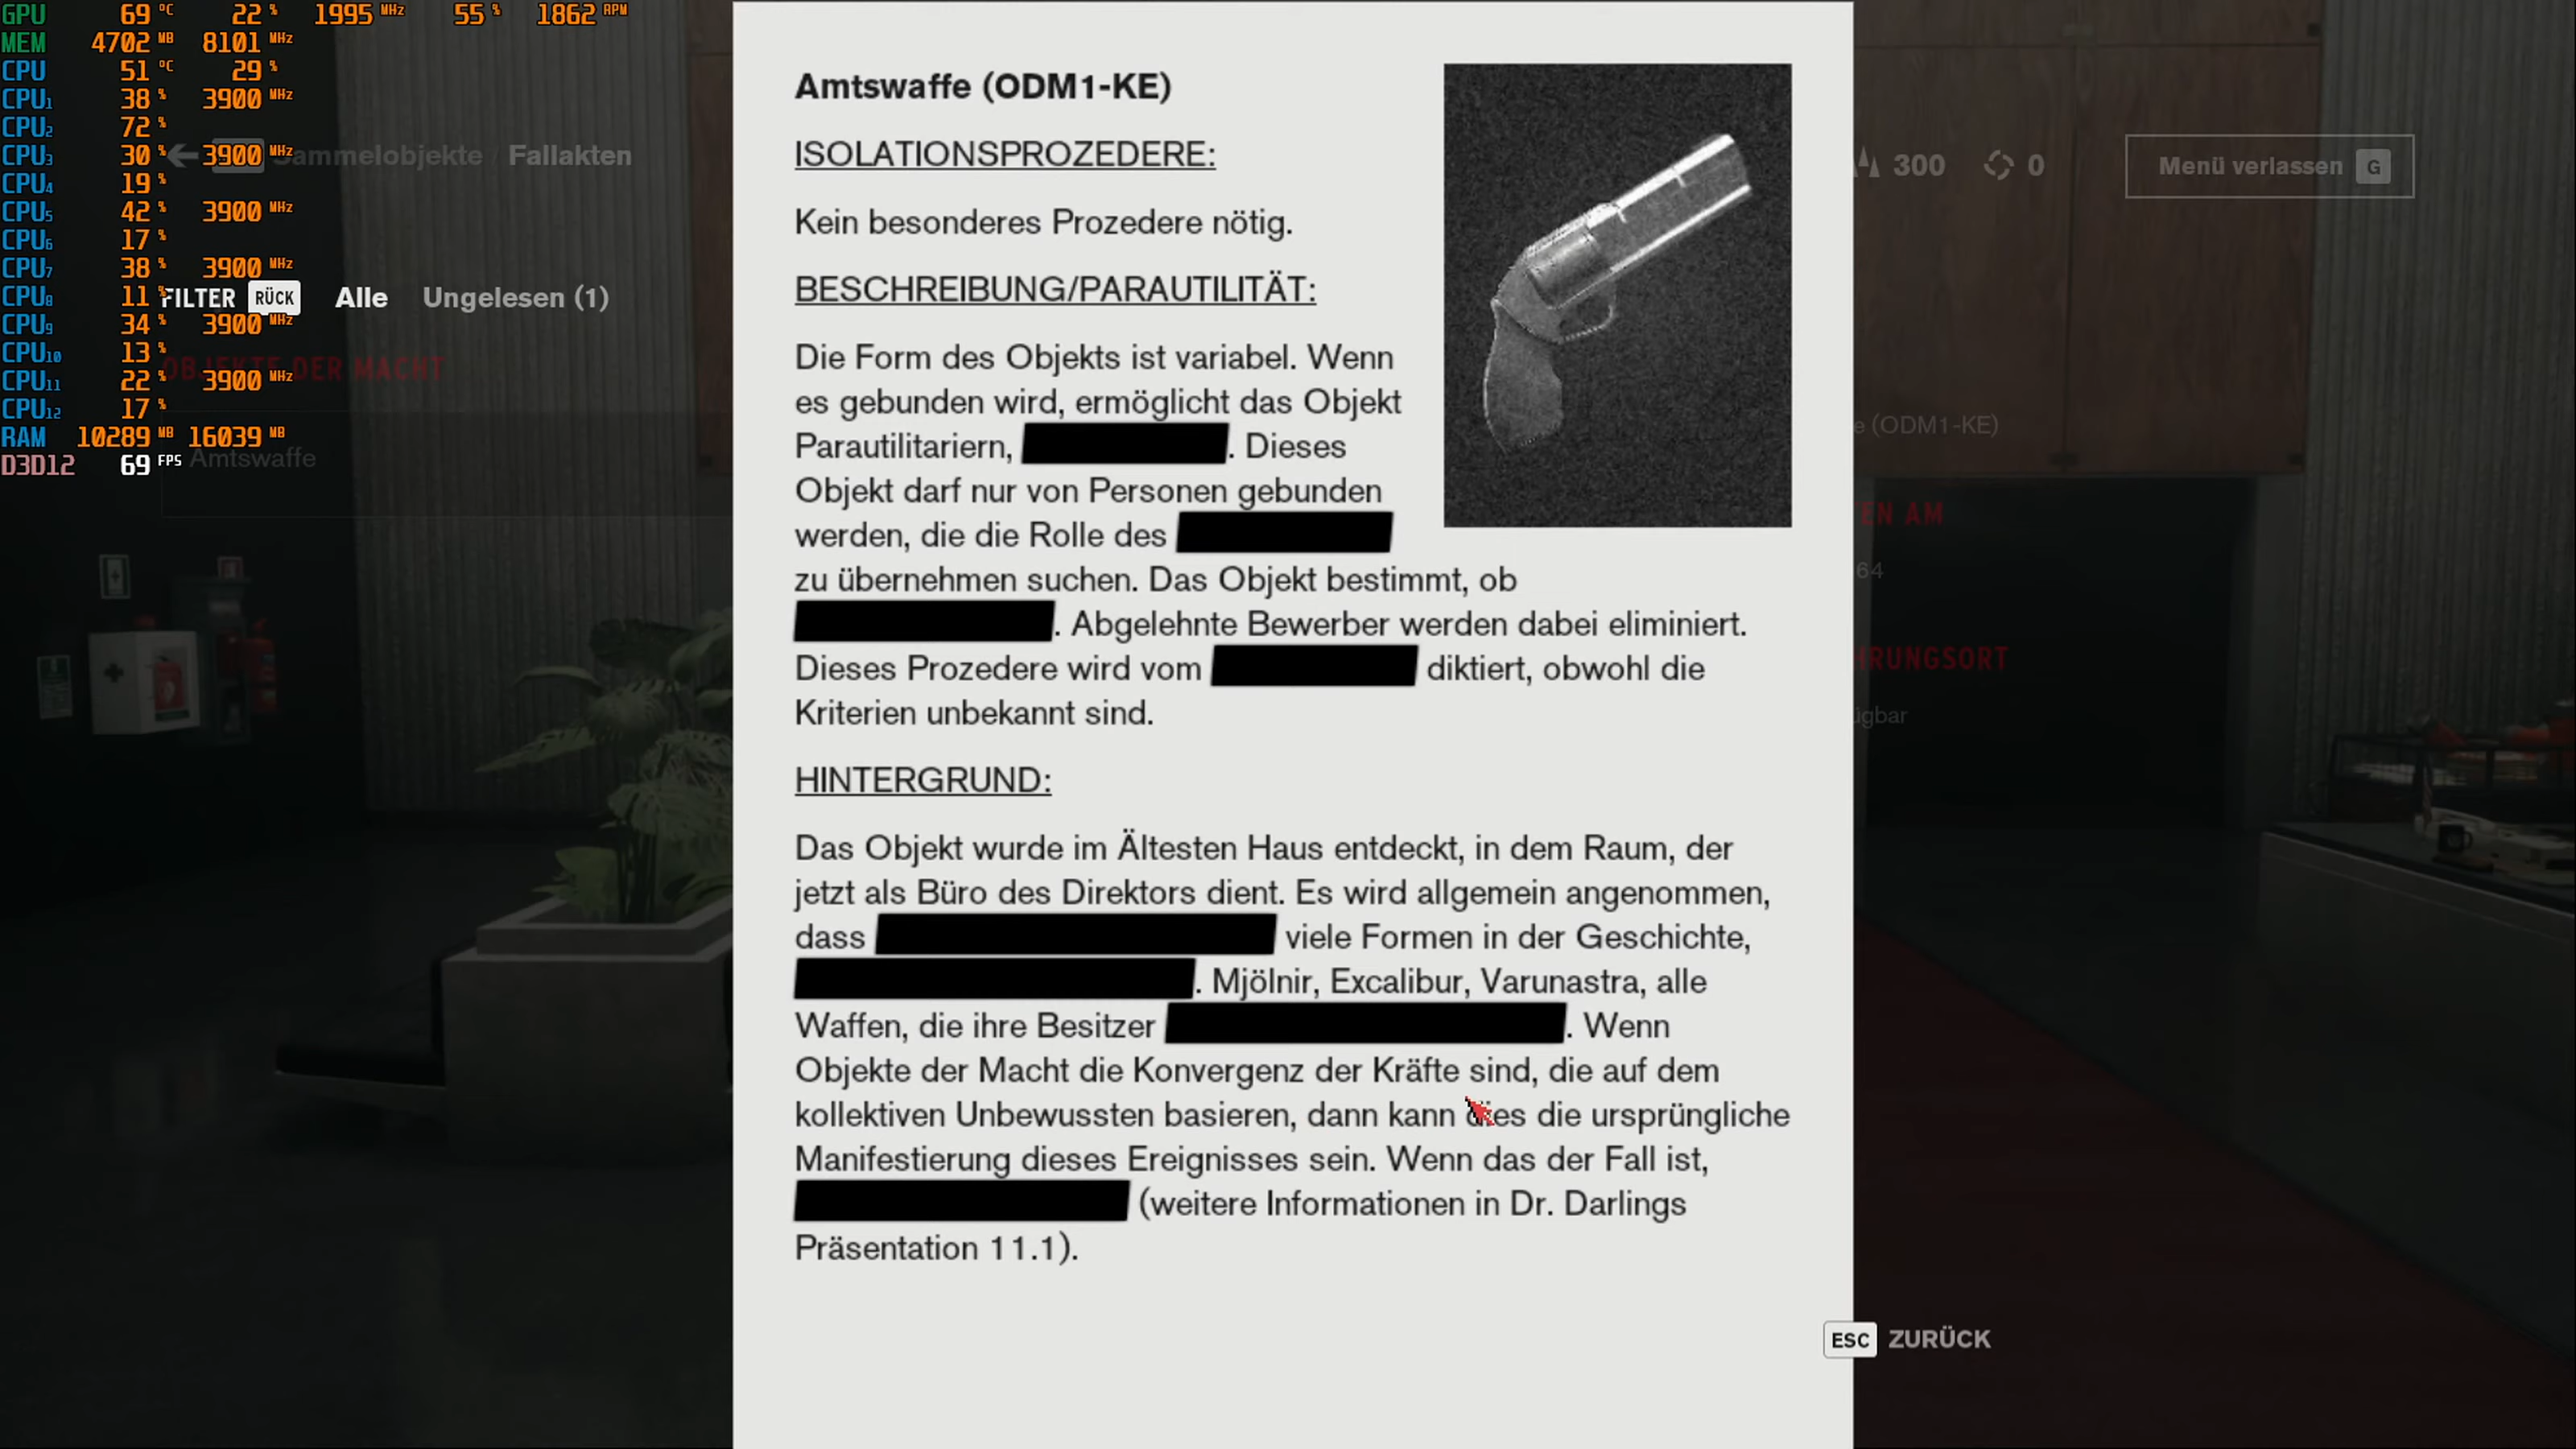 GPU 69 °C 22 % 1995 MHz 55 % 1862 RPM
MEM 4702 MB 8101 MHz
CPU 51 °C 29 %
CPU1 38 % 3900 MHz
CPU2 72 %
CPU3 30 % 3900 MHz
CPU4 19 %
CPU5 42 % 3900 MHz
CPU6 17 %
CPU7 38 % 3900 MHz
CPU8 11 %
CPU9 34 % 3900 MHz
CPU10 13 %
CPU11 22 % 3900 MHz
CPU12 17 %
RAM 10289 MB 16039 MB
D3D12 69 FPS
Sammelobjekte / Fallakten
FILTER RÜCK Alle Ungelesen (1)
OBJEKTE DER MACHT
Amtswaffe
Amtswaffe (ODM1-KE)
ISOLATIONSPROZEDERE:
Kein besonderes Prozedere nötig.
BESCHREIBUNG/PARAUTILITÄT:
Die Form des Objekts ist variabel. Wenn
es gebunden wird, ermöglicht das Objekt
Parautilitariern, . Dieses
Objekt darf nur von Personen gebunden
werden, die die Rolle des
zu übernehmen suchen. Das Objekt bestimmt, ob
. Abgelehnte Bewerber werden dabei eliminiert.
Dieses Prozedere wird vom diktiert, obwohl die
Kriterien unbekannt sind.
HINTERGRUND:
Das Objekt wurde im Ältesten Haus entdeckt, in dem Raum, der
jetzt als Büro des Direktors dient. Es wird allgemein angenommen,
dass viele Formen in der Geschichte,
. Mjölnir, Excalibur, Varunastra, alle
Waffen, die ihre Besitzer . Wenn
Objekte der Macht die Konvergenz der Kräfte sind, die auf dem
kollektiven Unbewussten basieren, dann kann dies die ursprüngliche
Manifestierung dieses Ereignisses sein. Wenn das der Fall ist,
(weitere Informationen in Dr. Darlings
Präsentation 11.1).
300 0
Menü verlassen G
e (ODM1-KE)
TEN AM
64
HRUNGSORT
ügbar
ESC ZURÜCK